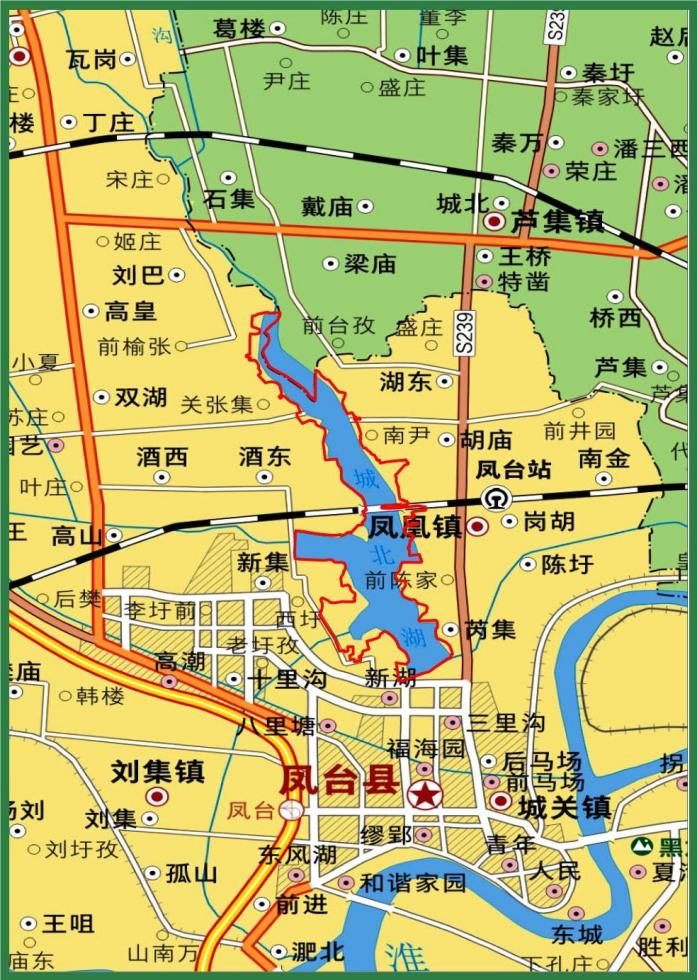 葛楼
陈庄
董李
S239
沟
瓦岗
叶集
尹庄
盛庄
秦圩
秦家圩
楼
丁庄
秦万
潘三西
荣庄
宋庄
石集
戴庙
城北
芦集镇
姬庄
刘巴
梁庙
王桥
特凿
高皇
前台孜
盛庄
S239
桥西
前榆张
小夏
湖东
芦集
双湖
关张集
苏庄
南尹
胡庙
前井园
酒西
酒东
凤台站
南金
叶庄
城
王
高山
凤凰镇
岗胡
新集
北
前陈家
陈圩
后樊
李圩前
西圩
老圩孜
湖
芮集
高潮
十里沟
新湖
韩楼
八里塘
三里沟
福海园
后马场
刘集镇
凤台县
前马场
城关镇
刘集
凤台
缪郢
青年
刘圩孜
东风湖
孤山
和谐家园
人民
前进
王咀
东城
山南万
淝北
淮
下孔庄
胜利